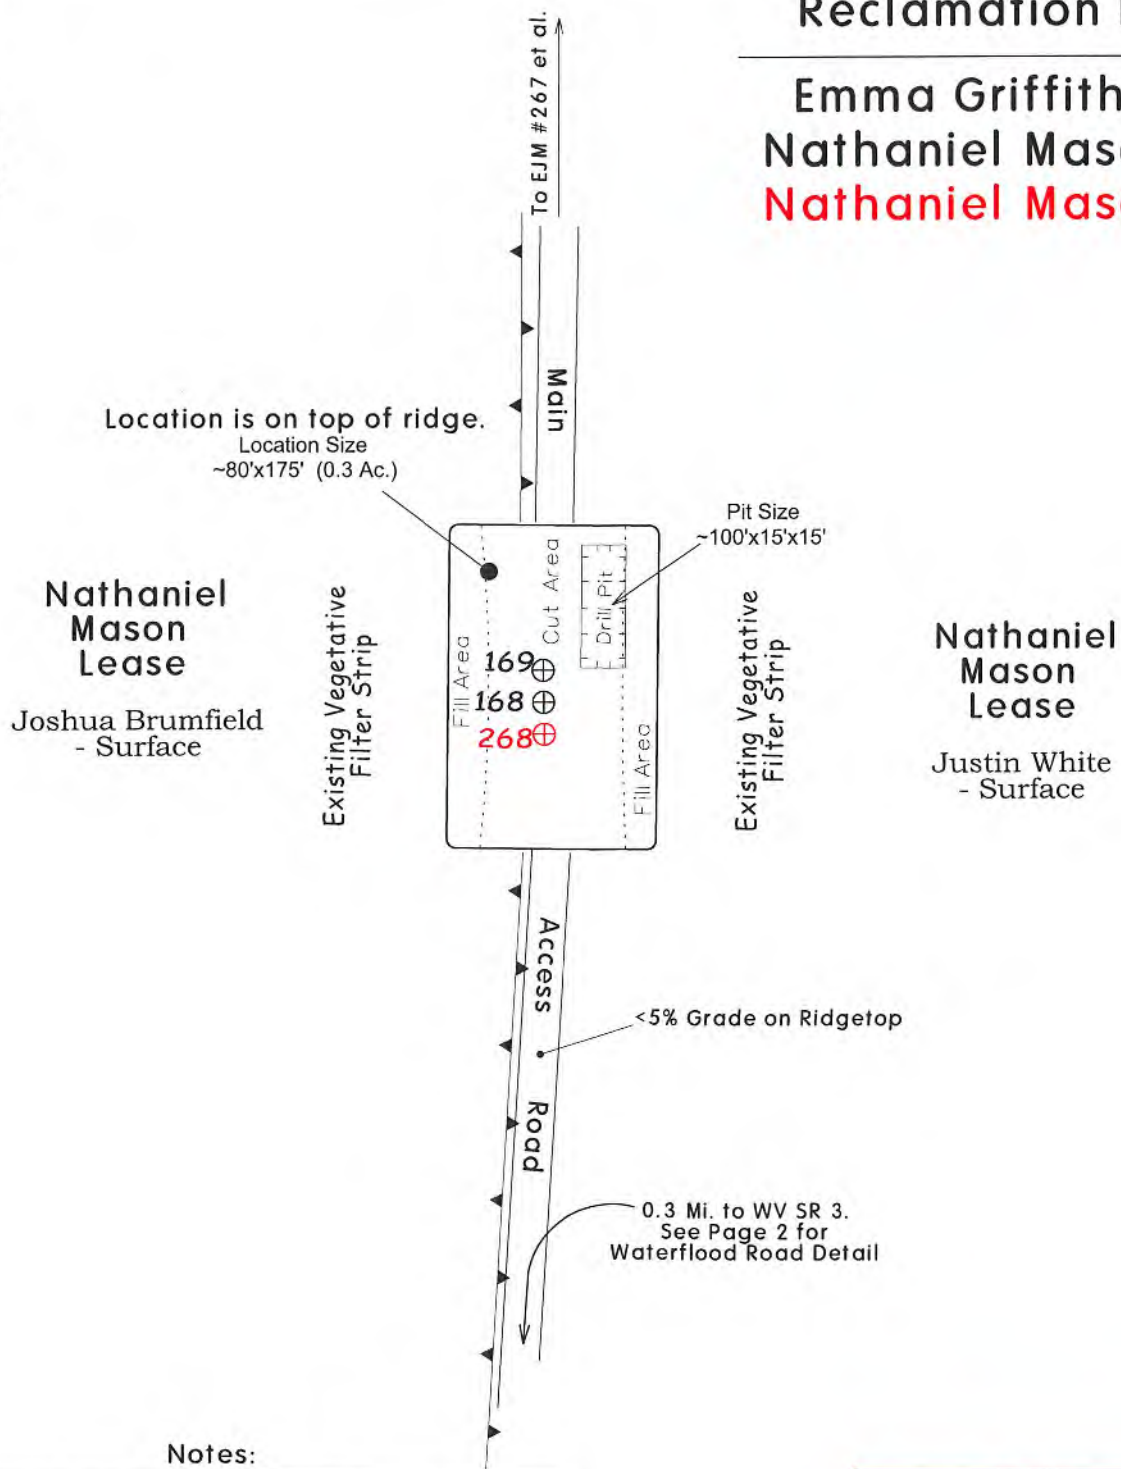 Reclamation
Emma Griffith
Nathaniel Mas
Nathaniel Mas
To EJM #267 et al.
Main
Location is on top of ridge.
Location Size
~80'x175' (0.3 Ac.)
Pit Size
~100'x15'x15'
Nathaniel
Mason
Lease
Joshua Brumfield
- Surface
Existing Vegetative
Filter Strip
Fill Area
Cut Area
Drill Pit
169
168
268
Fill Area
Existing Vegetative
Filter Strip
Nathaniel
Mason
Lease
Justin White
- Surface
Access
<5% Grade on Ridgetop
Road
0.3 Mi. to WV SR 3.
See Page 2 for
Waterflood Road Detail
Notes: